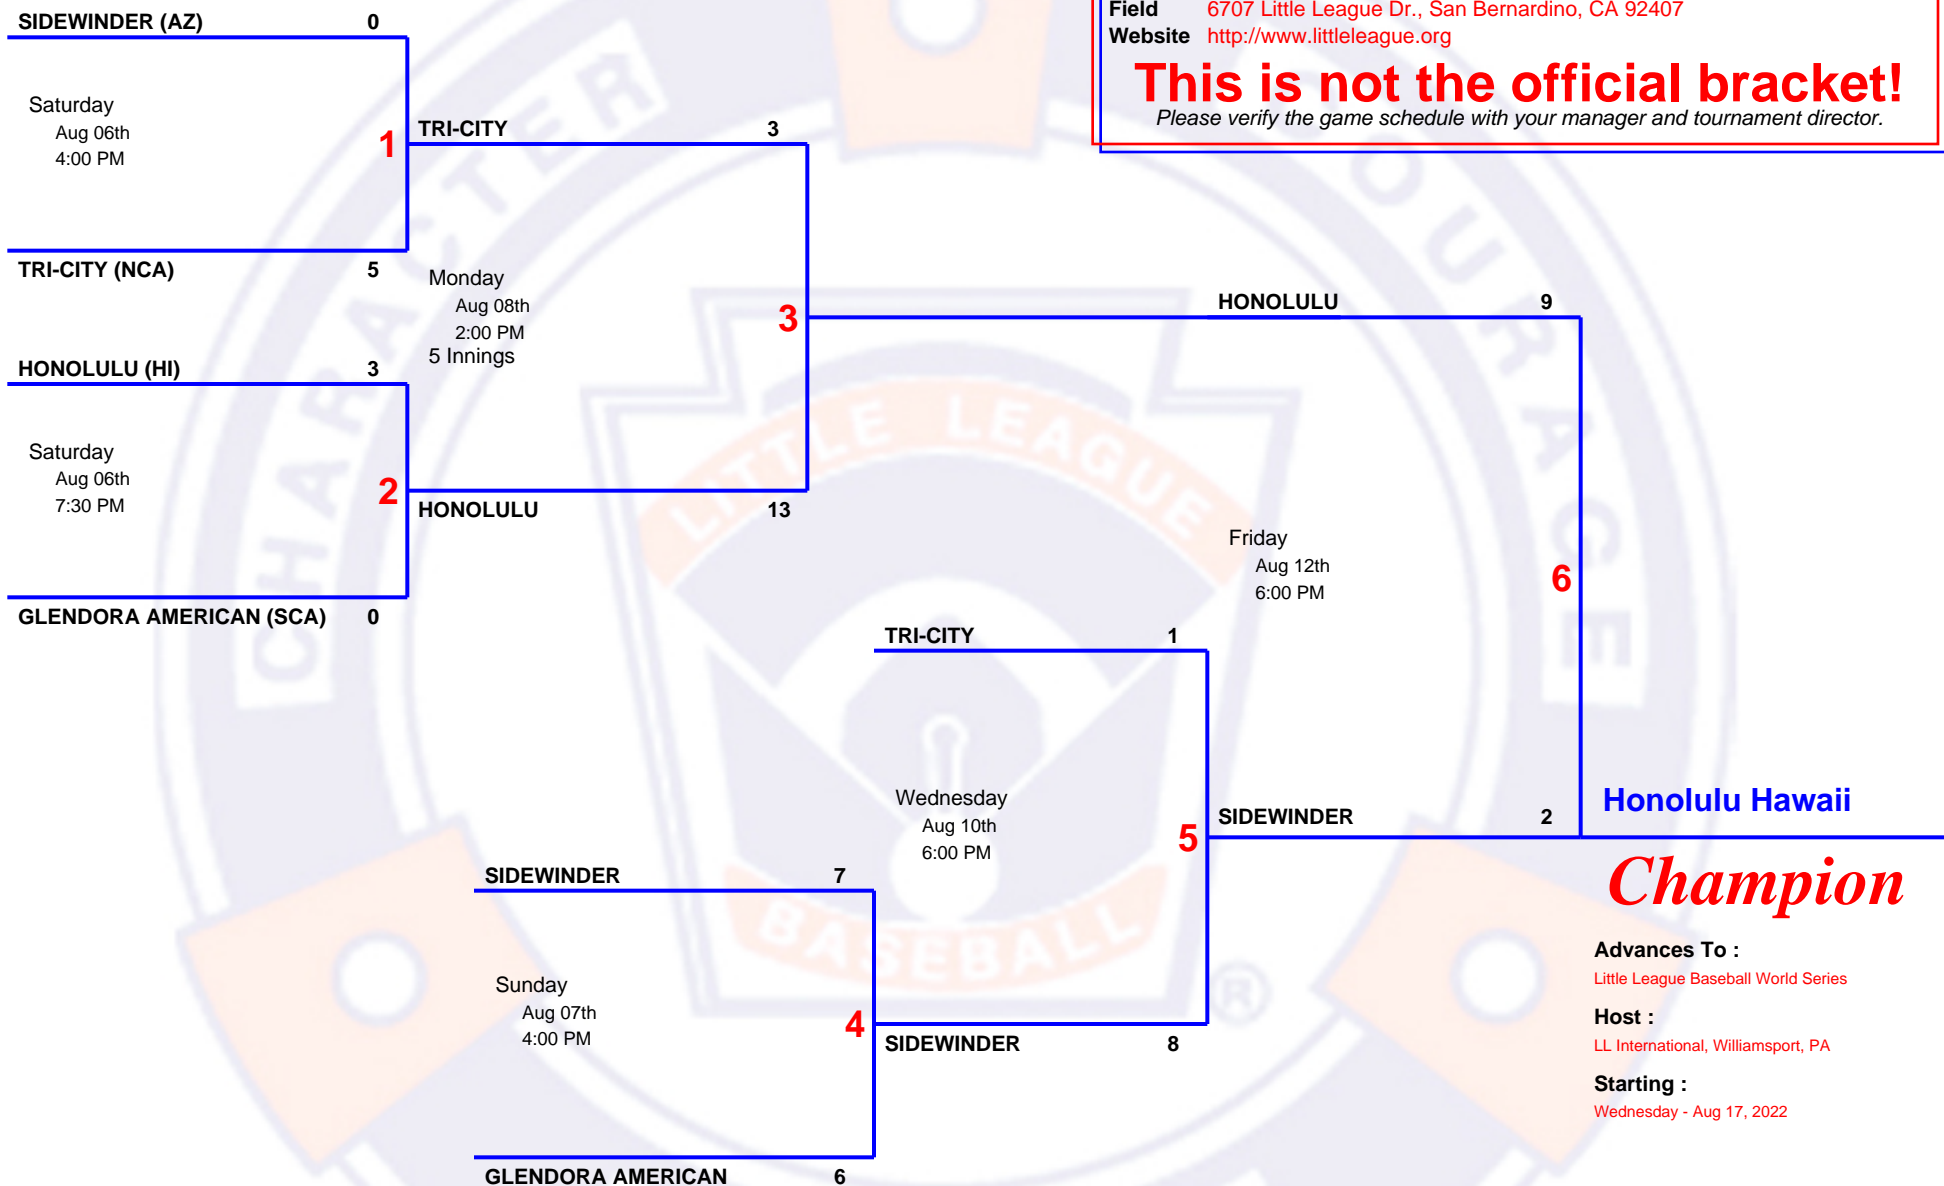 SIDEWINDER (AZ) 0
Saturday
Aug 06th
4:00 PM
1
TRI-CITY (NCA) 5
HONOLULU (HI) 3
Saturday
Aug 06th
7:30 PM
2
GLENDORA AMERICAN (SCA) 0
TRI-CITY 3
Monday
Aug 08th
2:00 PM
5 Innings
3
HONOLULU 13
SIDEWINDER 7
Sunday
Aug 07th
4:00 PM
4
GLENDORA AMERICAN 6
TRI-CITY 1
Wednesday
Aug 10th
6:00 PM
5
SIDEWINDER 8
HONOLULU 9
Friday
Aug 12th
6:00 PM
6
SIDEWINDER 2
Field 6707 Little League Dr., San Bernardino, CA 92407
Website http://www.littleleague.org
This is not the official bracket!
Please verify the game schedule with your manager and tournament director.
Honolulu Hawaii
Champion
Advances To :
Little League Baseball World Series
Host :
LL International, Williamsport, PA
Starting :
Wednesday - Aug 17, 2022
CHARACTER
COURAGE
LITTLE LEAGUE
BASEBALL
®